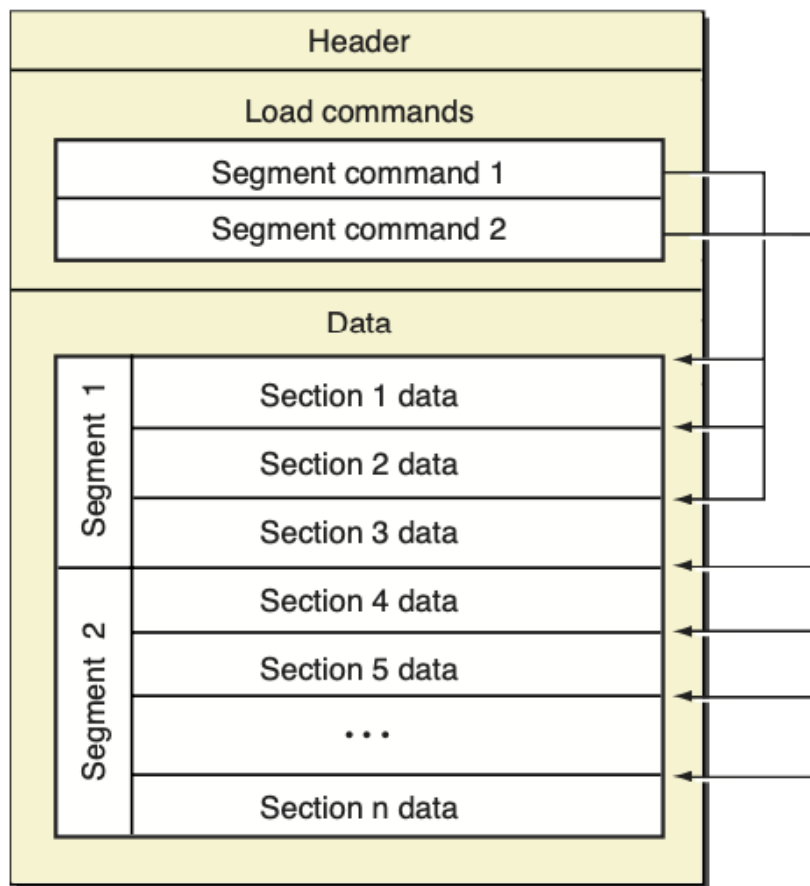 Header
Load commands
Segment command 1
Segment command 2
Data
Segment 1
Section 1 data
Section 2 data
Section 3 data
Segment 2
Section 4 data
Section 5 data
...
Section n data